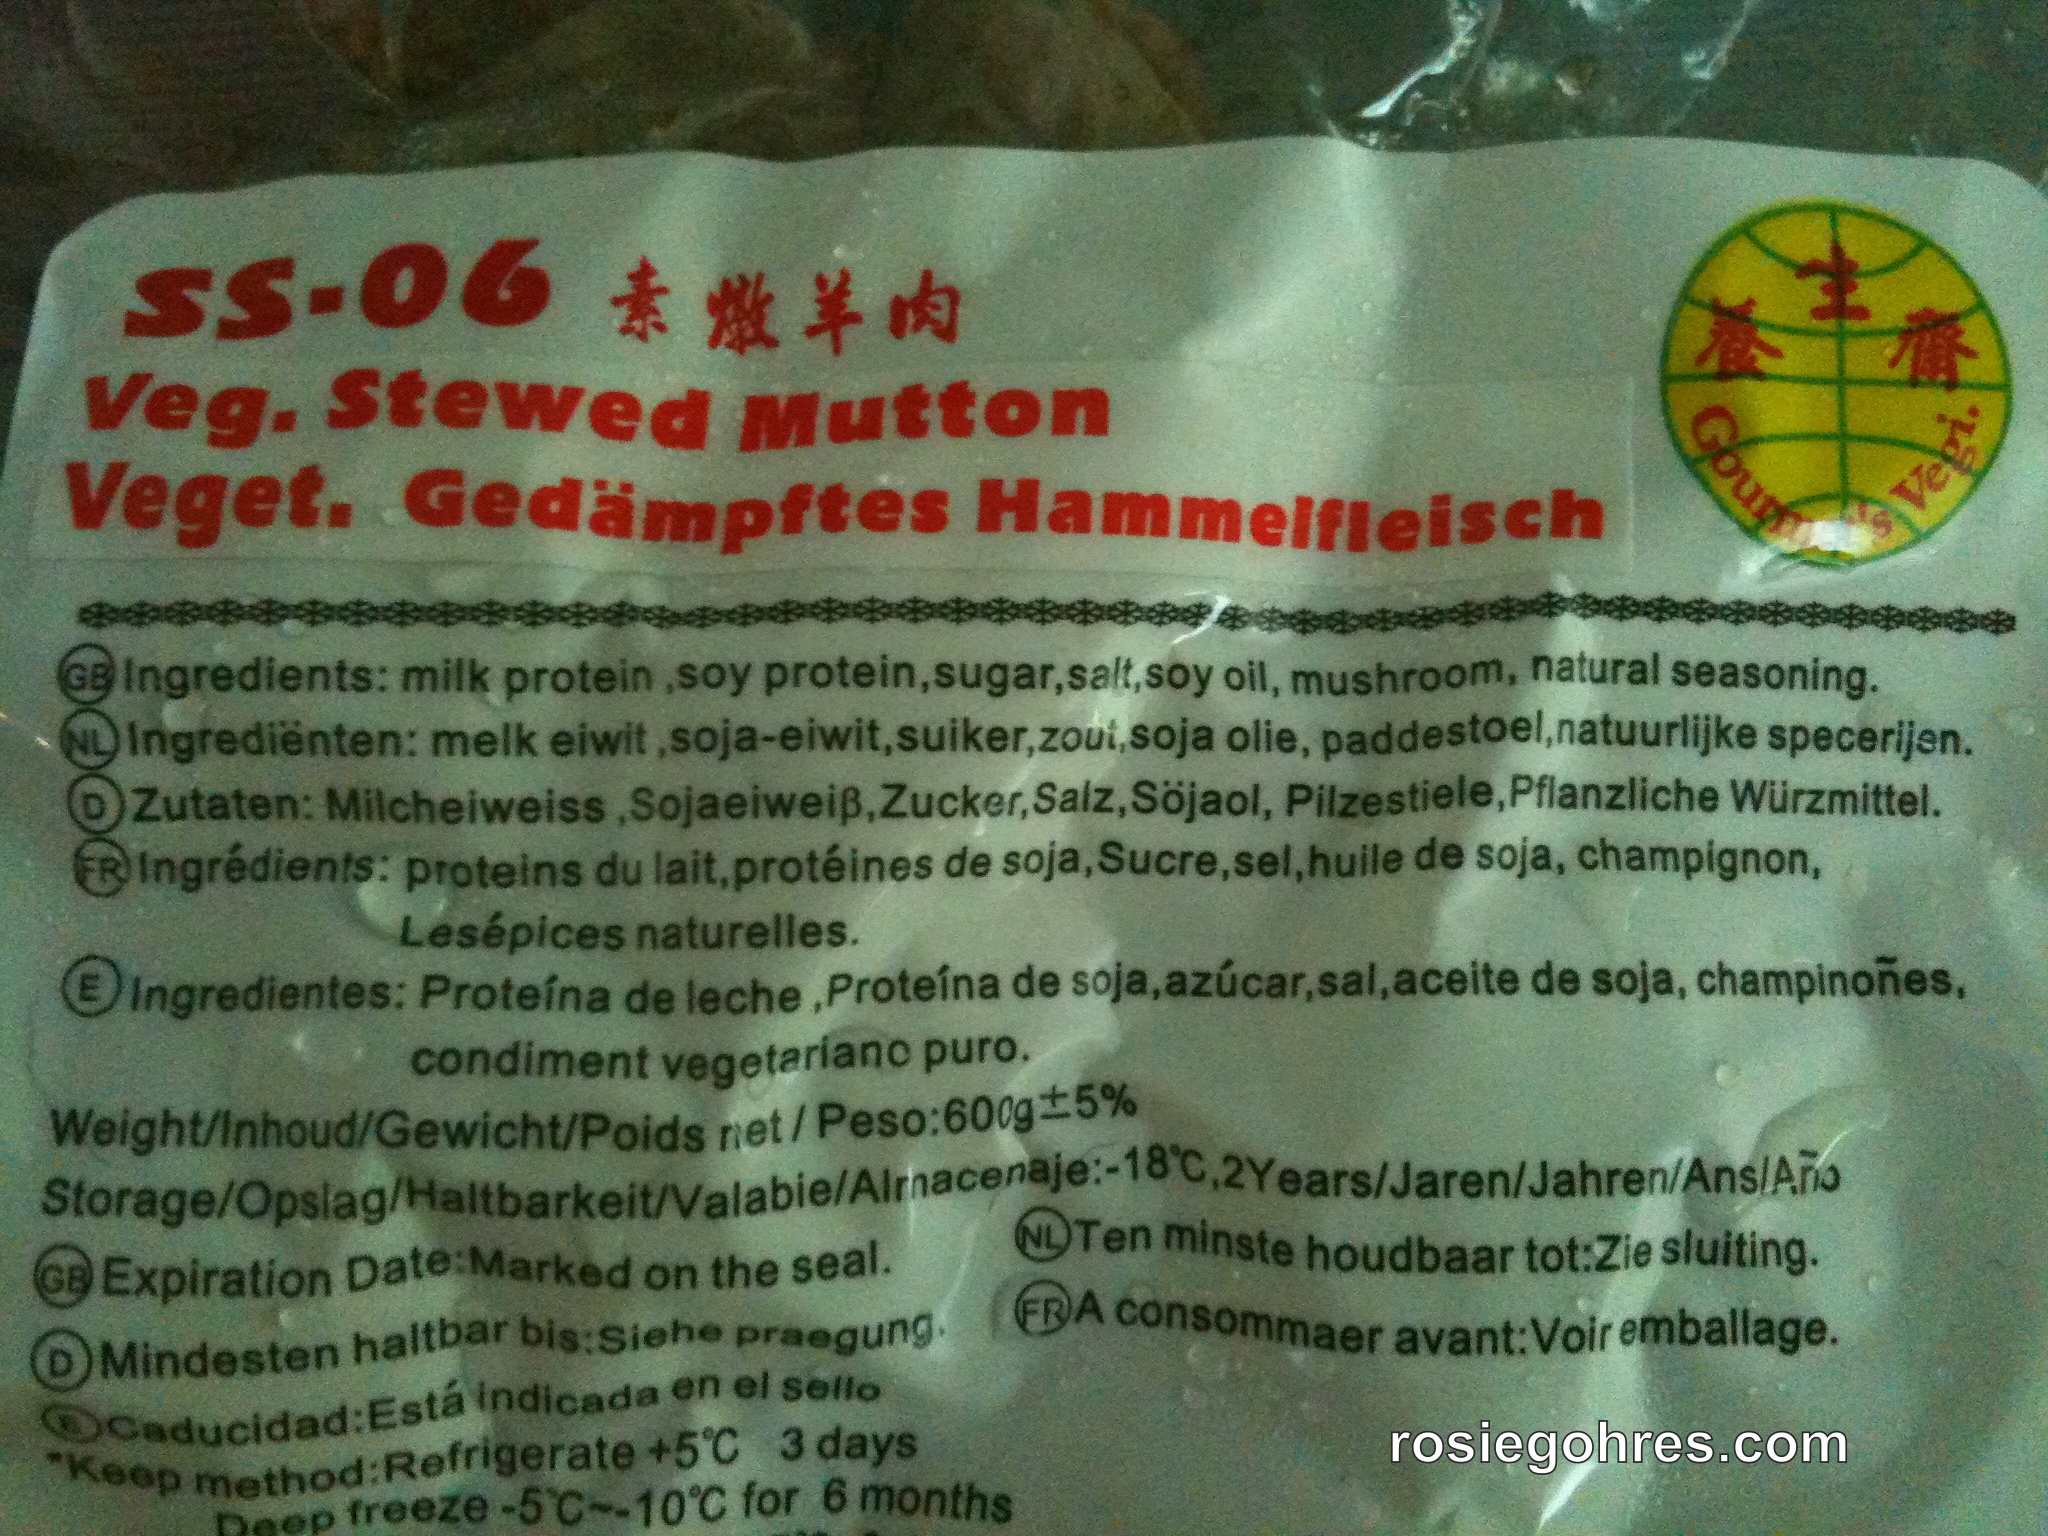 SS-06 素燉羊肉
Veg. Stewed Mutton
Veget. Gedämpftes Hammelfleisch
養生齋
Gourmet's Vegi.
GB Ingredients: milk protein ,soy protein,sugar,salt,soy oil, mushroom, natural seasoning.
NL Ingrediënten: melk eiwit ,soja-eiwit,suiker,zout,soja olie, paddestoel,natuurlijke specerijen.
D Zutaten: Milcheiweiss ,Sojaeiweiβ,Zucker,Salz,Söjaol, Pilzestiele,Pflanzliche Würzmittel.
FR Ingrédients: proteins du lait,protéines de soja,Sucre,sel,huile de soja, champignon,
Lesépices naturelles.
E Ingredientes: Proteína de leche ,Proteína de soja,azúcar,sal,aceite de soja, champinoñes,
condiment vegetariano puro.
Weight/Inhoud/Gewicht/Poids net / Peso:600g±5%
Storage/Opslag/Haltbarkeit/Valabie/Almacenaje:-18℃,2Years/Jaren/Jahren/Ans/Año
GB Expiration Date:Marked on the seal.
NL Ten minste houdbaar tot:Zie sluiting.
D Mindesten haltbar bis:Siehe praegung.
FR A consommaer avant:Voir emballage.
E Caducidad:Está indicada en el sello
*Keep method:Refrigerate +5℃ 3 days
Deep freeze -5℃~-10℃ for 6 months
rosiegohres.com